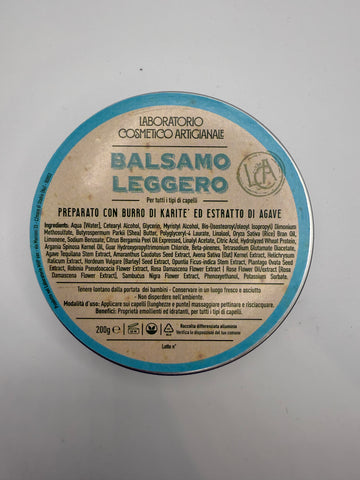 LABORATORIO
COSMETICO ARTIGIANALE
BALSAMO
LEGGERO
LCA
Per tutti i tipi di capelli
PREPARATO CON BURRO DI KARITE' ED ESTRATTO DI AGAVE
Ingredients: Aqua [Water], Cetearyl Alcohol, Glycerin, Myristyl Alcohol, Bis-(Isostearoyl/oleoyl Isopropyl) Dimonium
Methosulfate, Butyrospermum Parkii (Shea) Butter, Polyglyceryl-4 Laurate, Linalool, Oryza Sativa (Rice) Bran Oil,
Limonene, Sodium Benzoate, Citrus Bergamia Peel Oil Expressed, Linalyl Acetate, Citric Acid, Hydrolyzed Wheat Protein,
Argania Spinosa Kernel Oil, Guar Hydroxypropyltrimonium Chloride, Beta-pinene, Tetrasodium Glutamate Diacetate,
Agave Tequilana Stem Extract, Amaranthus Caudatus Seed Extract, Avena Sativa (Oat) Kernel Extract, Helichrysum
Italicum Extract, Hordeum Vulgare (Barley) Seed Extract, Opuntia Ficus-indica Stem Extract, Plantago Ovata Seed
Extract, Robinia Pseudoacacia Flower Extract, Rosa Damascena Flower Extract [ Rose Flower Oil/extract (Rosa
Damascena Flower Extract) ], Sambucus Nigra Flower Extract, Pinene, Phenoxyethanol, Potassium Sorbate.
Tenere lontano dalla portata dei bambini - Conservare in un luogo fresco e asciutto
- Non disperdere nell'ambiente.
Modalità d'uso: Applicare sui capelli (lunghezze e punte) massaggiare pettinare e risciacquare.
Benefici: Proprietà emollienti ed idratanti, per tutti i tipi di capelli.
200g
Raccolta differenziata alluminio
Verifica le disposizioni del tuo comune
Lotto n°